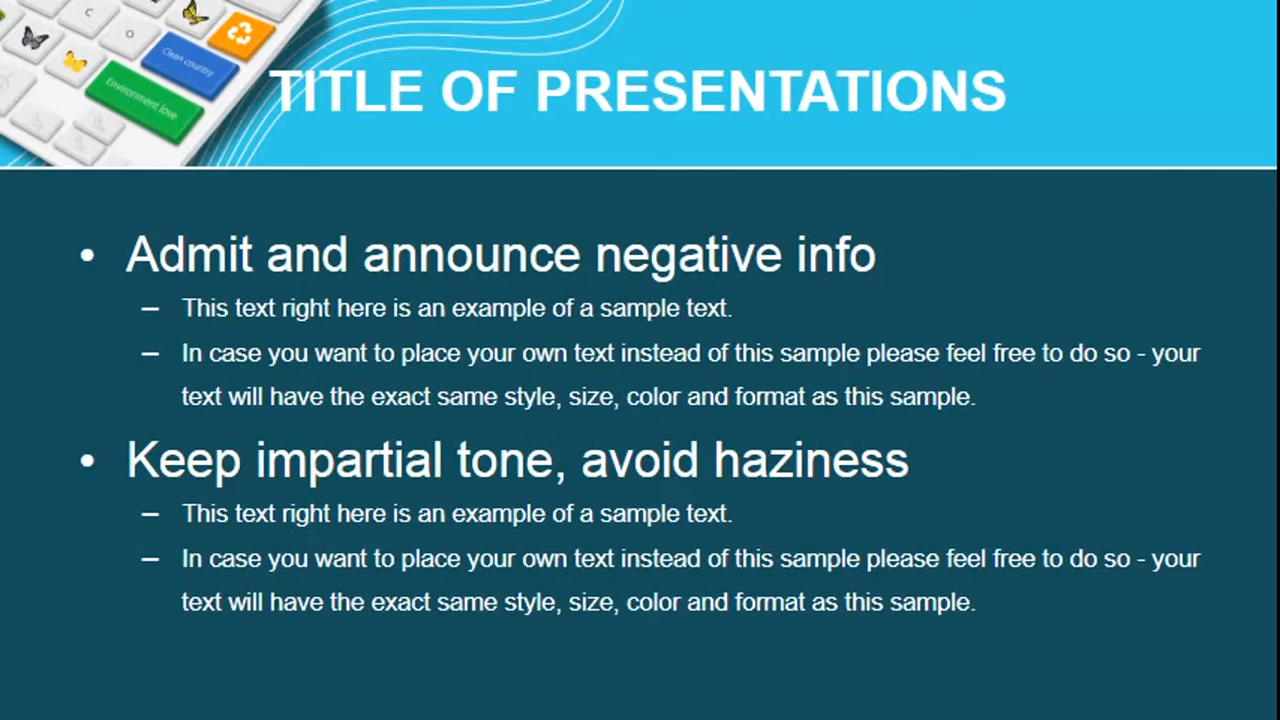 C
O
Clean country
Environment love
TITLE OF PRESENTATIONS
• Admit and announce negative info
– This text right here is an example of a sample text.
– In case you want to place your own text instead of this sample please feel free to do so - your
text will have the exact same style, size, color and format as this sample.
• Keep impartial tone, avoid haziness
– This text right here is an example of a sample text.
– In case you want to place your own text instead of this sample please feel free to do so - your
text will have the exact same style, size, color and format as this sample.